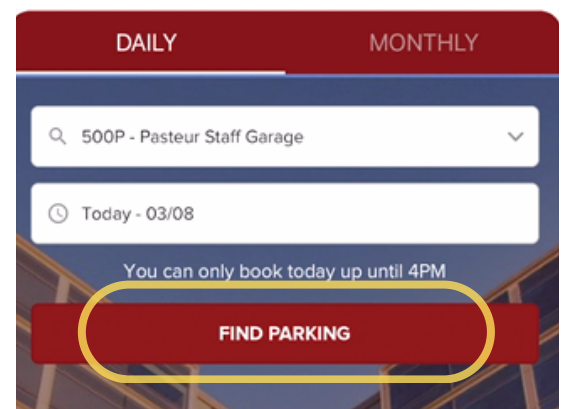 DAILY MONTHLY
500P - Pasteur Staff Garage
Today - 03/08
You can only book today up until 4PM
FIND PARKING